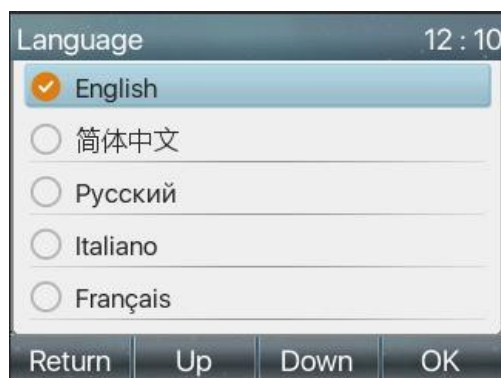 Language 12 : 10
English
简体中文
Русский
Italiano
Français
Return Up Down OK